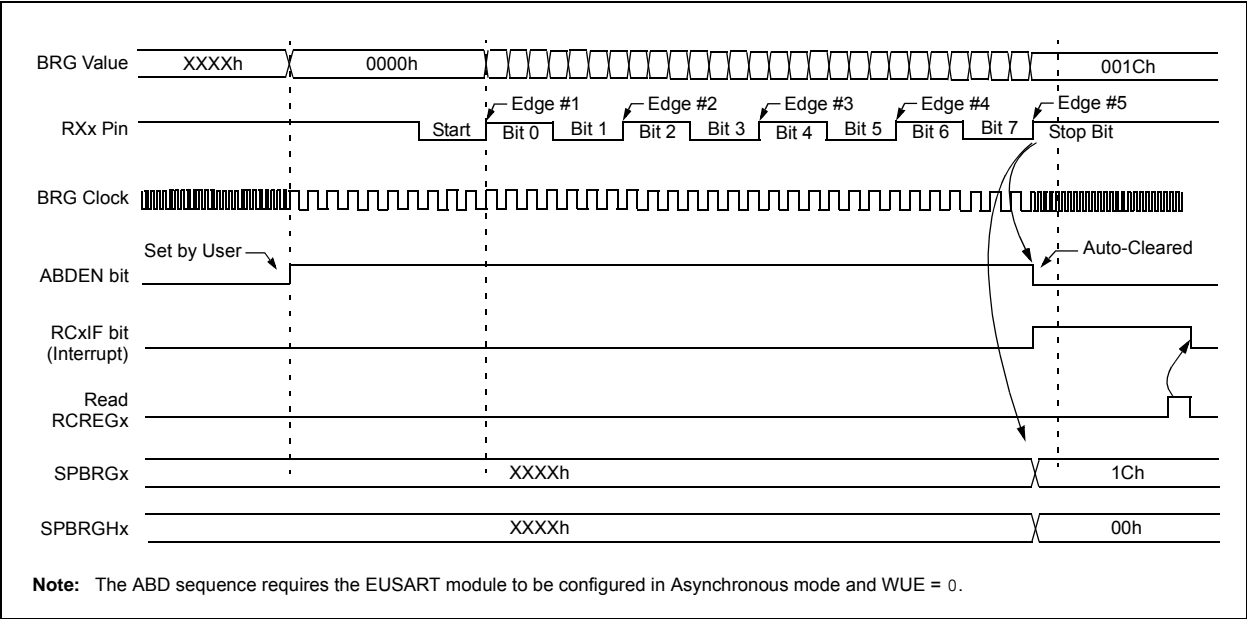 BRG Value XXXXh 0000h 001Ch
Edge #1 Edge #2 Edge #3 Edge #4 Edge #5
RXx Pin Start Bit 0 Bit 1 Bit 2 Bit 3 Bit 4 Bit 5 Bit 6 Bit 7 Stop Bit
BRG Clock
Set by User Auto-Cleared
ABDEN bit
RCxIF bit
(Interrupt)
Read
RCREGx
SPBRGx XXXXh 1Ch
SPBRGHx XXXXh 00h
Note: The ABD sequence requires the EUSART module to be configured in Asynchronous mode and WUE = 0.